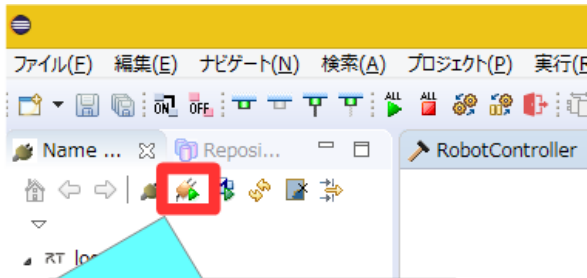 ファイル(F) 編集(E) ナビゲート(N) 検索(A) プロジェクト(P) 実行(R
ON OFF ALL ALL
Name ... Reposi... RobotController
RT